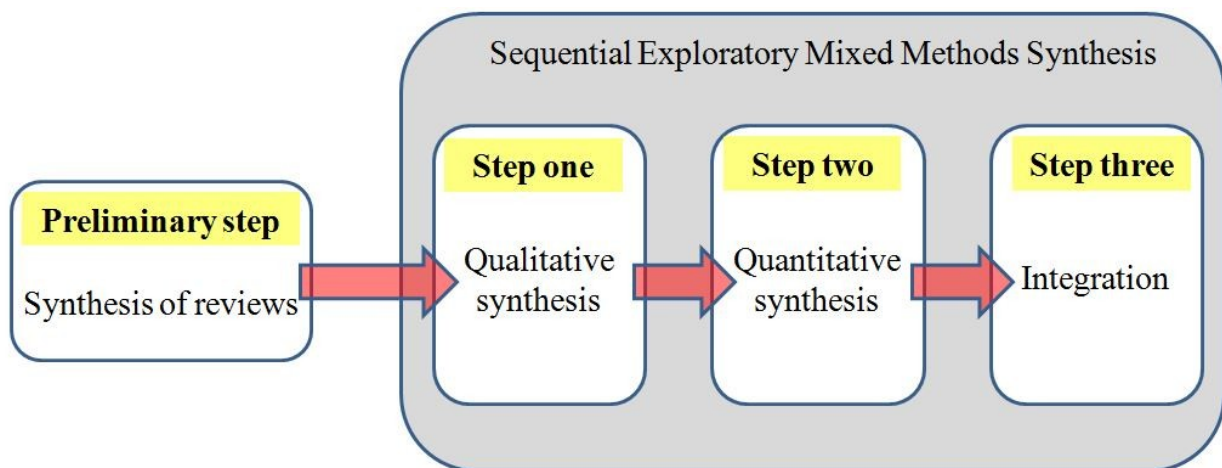 Sequential Exploratory Mixed Methods Synthesis
Preliminary step
Synthesis of reviews
Step one
Qualitative
synthesis
Step two
Quantitative
synthesis
Step three
Integration